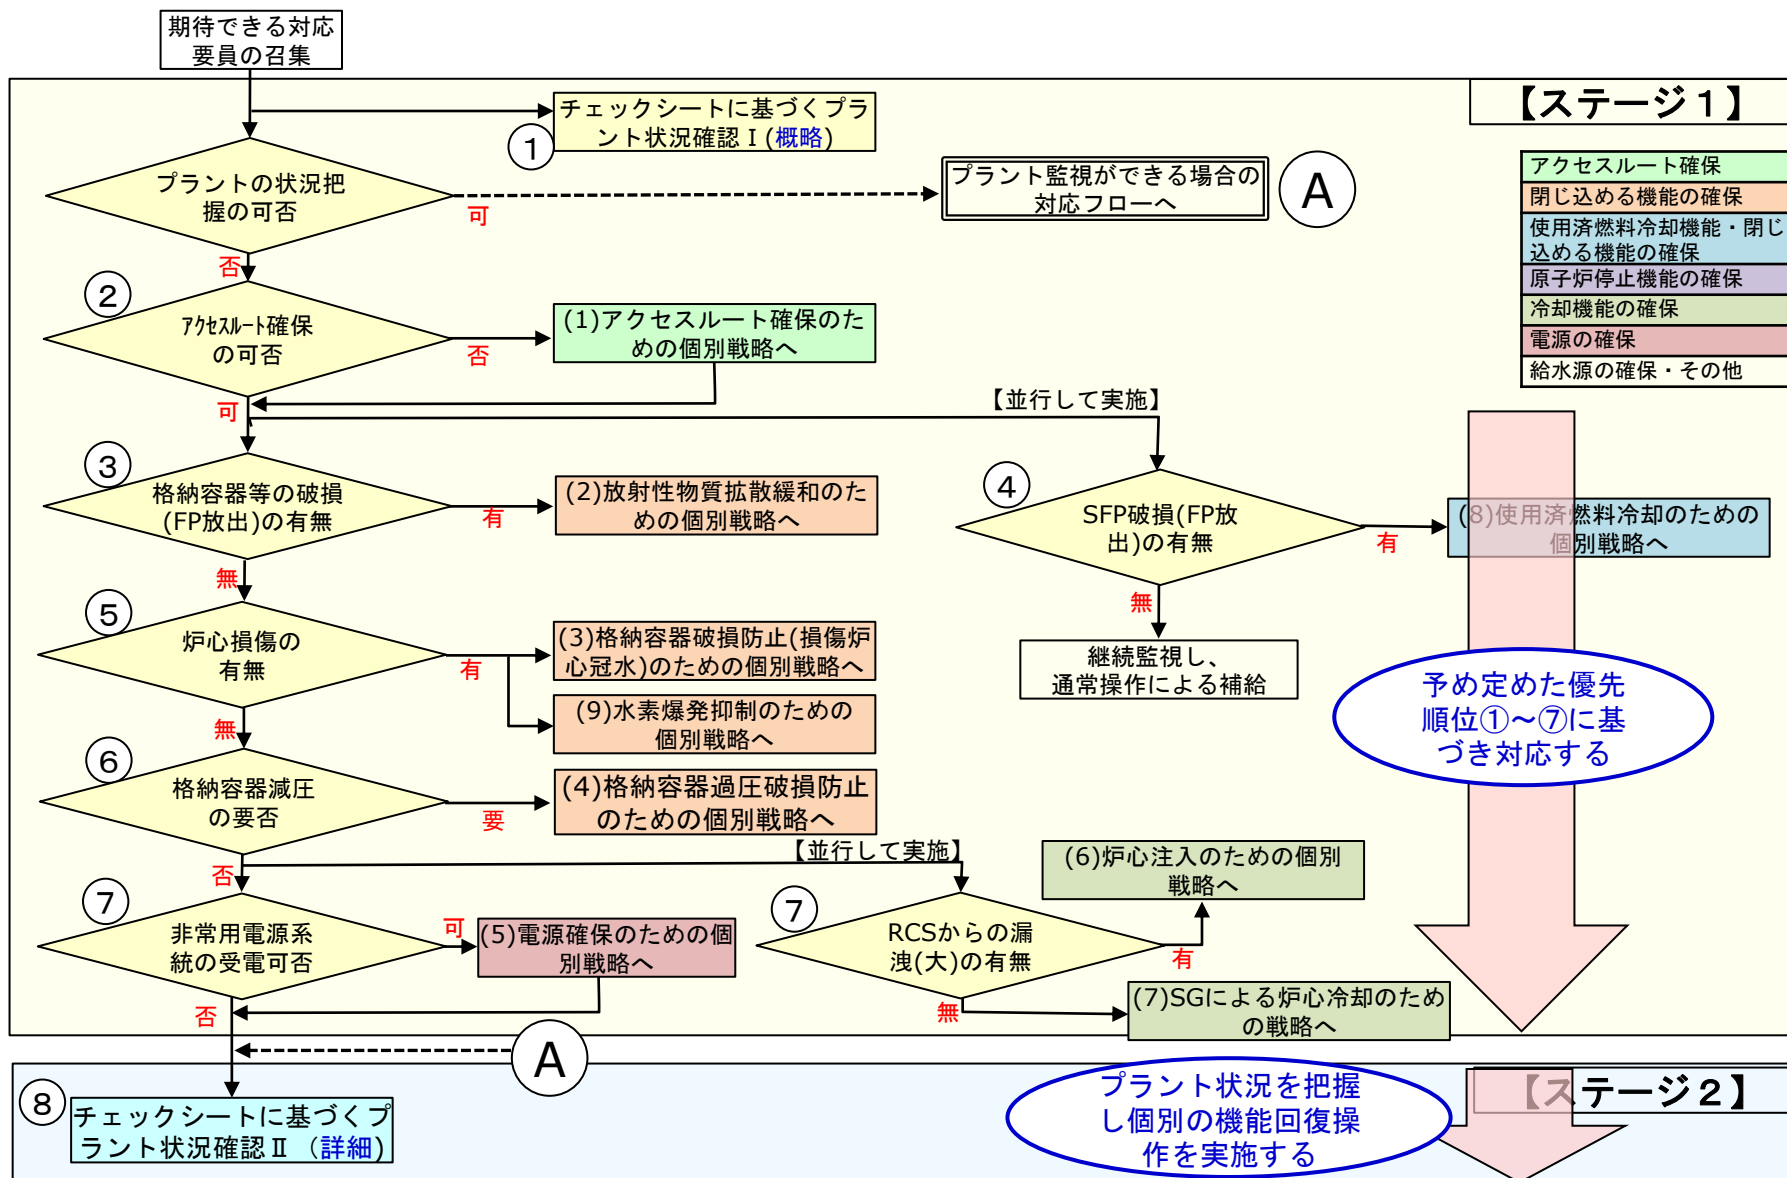 期待できる対応
要員の召集
【ステージ１】
チェックシートに基づくプラ
ント状況確認Ⅰ(概略)
①
プラントの状況把
握の可否
可
プラント監視ができる場合の
対応フローへ
A
アクセスルート確保
閉じ込める機能の確保
使用済燃料冷却機能・閉じ
込める機能の確保
原子炉停止機能の確保
冷却機能の確保
電源の確保
給水源の確保・その他
否
②
ｱｸｾｽﾙｰﾄ確保
の可否
否
(1)アクセスルート確保のた
めの個別戦略へ
可
【並行して実施】
③
格納容器等の破損
(FP放出)の有無
有
(2)放射性物質拡散緩和のた
めの個別戦略へ
④
SFP破損(FP放
出)の有無
有
(8)使用済燃料冷却のための
個別戦略へ
無
無
継続監視し、
通常操作による補給
⑤
炉心損傷の
有無
有
(3)格納容器破損防止(損傷炉
心冠水)のための個別戦略へ
(9)水素爆発抑制のための
個別戦略へ
予め定めた優先
順位①～⑦に基
づき対応する
無
⑥
格納容器減圧
の要否
要
(4)格納容器過圧破損防止
のための個別戦略へ
否
【並行して実施】
⑦
非常用電源系
統の受電可否
可
(5)電源確保のための個
別戦略へ
⑦
RCSからの漏
洩(大)の有無
有
(6)炉心注入のための個別
戦略へ
無
(7)SGによる炉心冷却のため
の戦略へ
否
A
【ステージ２】
⑧
チェックシートに基づくプ
ラント状況確認Ⅱ（詳細)
プラント状況を把握
し個別の機能回復操
作を実施する